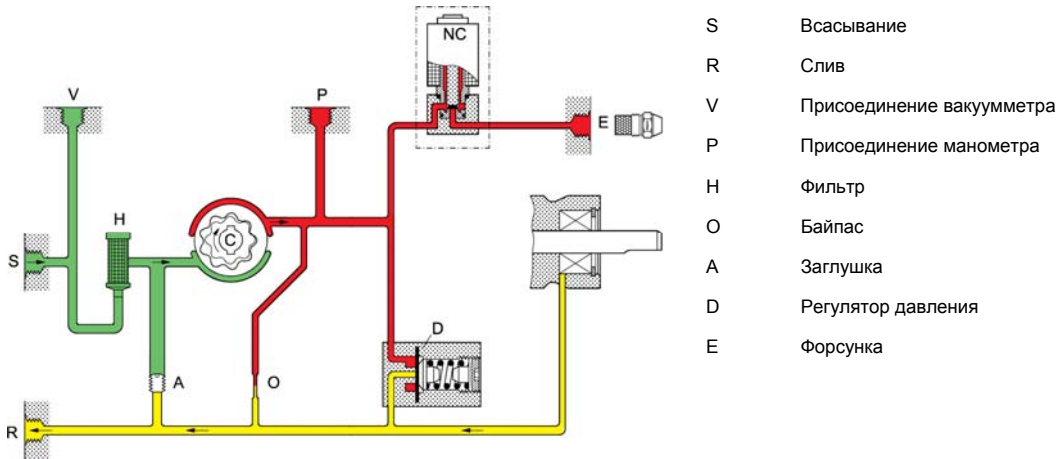 NC
V
P
E
H
C
S
D
A
O
R
S Всасывание
R Слив
V Присоединение вакуумметра
P Присоединение манометра
H Фильтр
O Байпас
A Заглушка
D Регулятор давления
E Форсунка